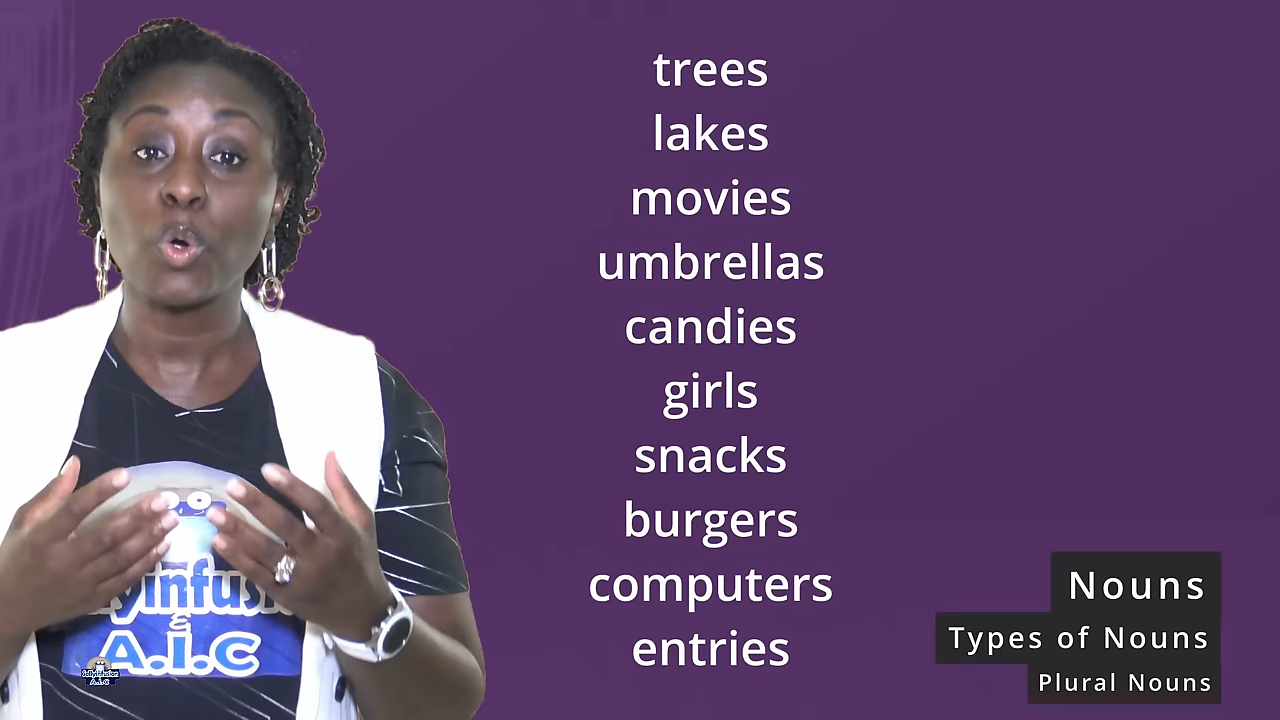 trees
lakes
movies
umbrellas
candies
girls
snacks
burgers
computers
entries
Nouns
Types of Nouns
Plural Nouns
A.I.C